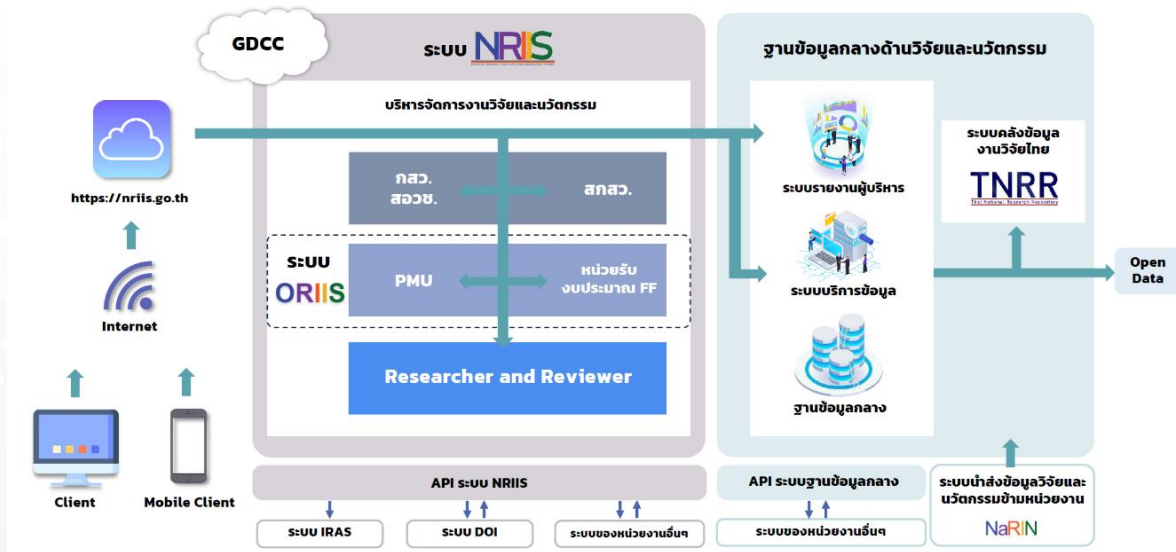 GDCC
ระบบ NRIIS
บริหารจัดการงานวิจัยและนวัตกรรม
https://nriis.go.th
Internet
Client
Mobile Client
กสว.
สอวช.
สกสว.
ระบบ
ORIIS
PMU
หน่วยรับ
งบประมาณ FF
Researcher and Reviewer
ฐานข้อมูลกลางด้านวิจัยและนวัตกรรม
ระบบรายงานผู้บริหาร
ระบบบริการข้อมูล
ฐานข้อมูลกลาง
ระบบคลังข้อมูล
งานวิจัยไทย
TNRR
Thai National Research Repository
Open
Data
API ระบบ NRIIS
ระบบ IRAS
ระบบ DOI
ระบบของหน่วยงานอื่นๆ
API ระบบฐานข้อมูลกลาง
ระบบของหน่วยงานอื่นๆ
ระบบนำส่งข้อมูลวิจัยและ
นวัตกรรมข้ามหน่วยงาน
NaRIN